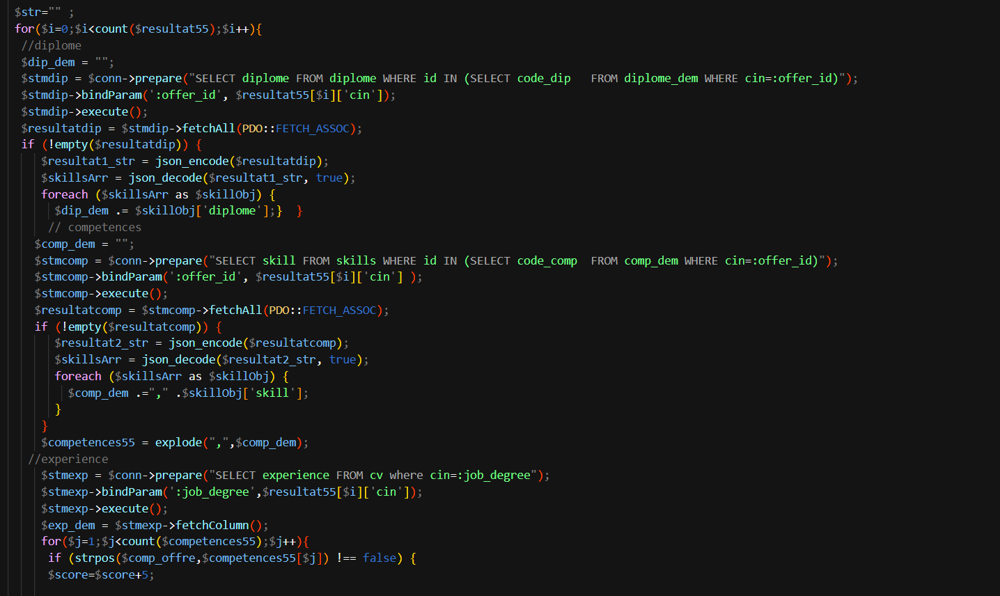 $str="" ;
for($i=0;$i<count($resultat55);$i++){
//diplome
$dip_dem = "";
$stmdip = $conn->prepare("SELECT diplome FROM diplome WHERE id IN (SELECT code_dip   FROM diplome_dem WHERE cin=:offer_id)");
$stmdip->bindParam(':offer_id', $resultat55[$i]['cin']);
$stmdip->execute();
$resultatdip = $stmdip->fetchAll(PDO::FETCH_ASSOC);
if (!empty($resultatdip)) {
$resultat1_str = json_encode($resultatdip);
$skillsArr = json_decode($resultat1_str, true);
foreach ($skillsArr as $skillObj) {
$dip_dem .= $skillObj['diplome'];}  }
// competences
$comp_dem = "";
$stmcomp = $conn->prepare("SELECT skill FROM skills WHERE id IN (SELECT code_comp  FROM comp_dem WHERE cin=:offer_id)");
$stmcomp->bindParam(':offer_id', $resultat55[$i]['cin'] );
$stmcomp->execute();
$resultatcomp = $stmcomp->fetchAll(PDO::FETCH_ASSOC);
if (!empty($resultatcomp)) {
$resultat2_str = json_encode($resultatcomp);
$skillsArr = json_decode($resultat2_str, true);
foreach ($skillsArr as $skillObj) {
$comp_dem .="," .$skillObj['skill'];
}
}
$competences55 = explode(",",$comp_dem);
//experience
$stmexp = $conn->prepare("SELECT experience FROM cv where cin=:job_degree");
$stmexp->bindParam(':job_degree',$resultat55[$i]['cin']);
$stmexp->execute();
$exp_dem = $stmexp->fetchColumn();
for($j=1;$j<count($competences55);$j++){
if (strpos($comp_offre,$competences55[$j]) !== false) {
$score=$score+5;